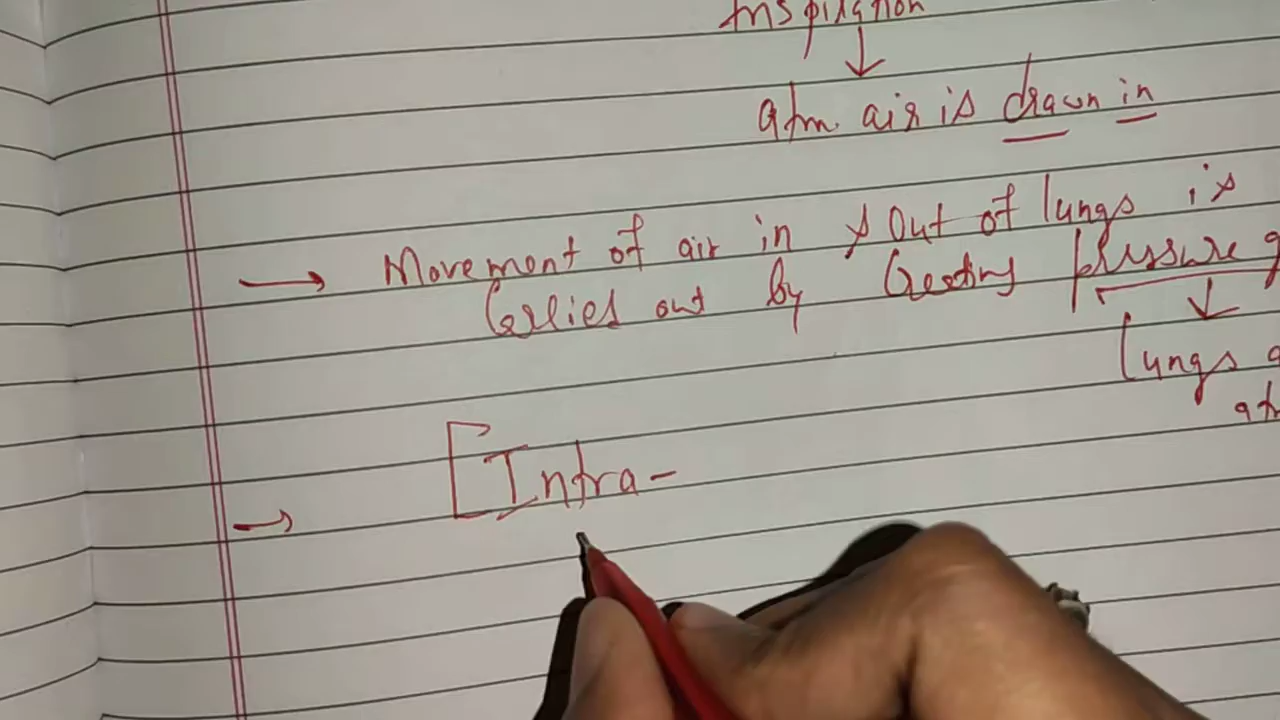 Inspiration
↓
atm air is drawn in
→ Movement of air in & out of lungs is
Carries out by Creating pressure g
↓
Lungs
→ [Intra-